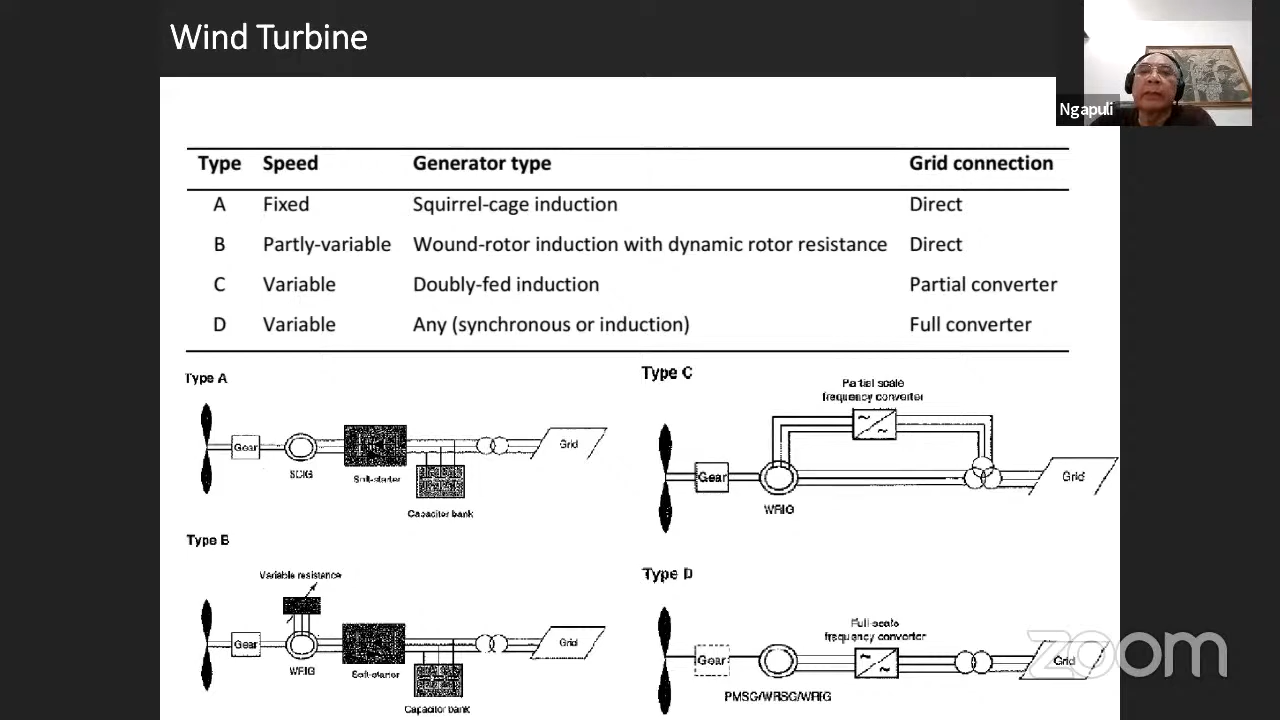 Wind Turbine
Ngapuli
Type Speed Generator type Grid connection
A Fixed Squirrel-cage induction Direct
B Partly-variable Wound-rotor induction with dynamic rotor resistance Direct
C Variable Doubly-fed induction Partial converter
D Variable Any (synchronous or induction) Full converter
Type A
Gear
SCIG
Soft-starter
Capacitor bank
Grid
Type B
Variable resistance
Gear
WRIG
Soft-starter
Capacitor bank
Grid
Type C
Partial scale
frequency converter
Gear
WRIG
Grid
Type D
Full-scale
frequency converter
Gear
PMSG/WRSG/WRIG
Grid
zoom